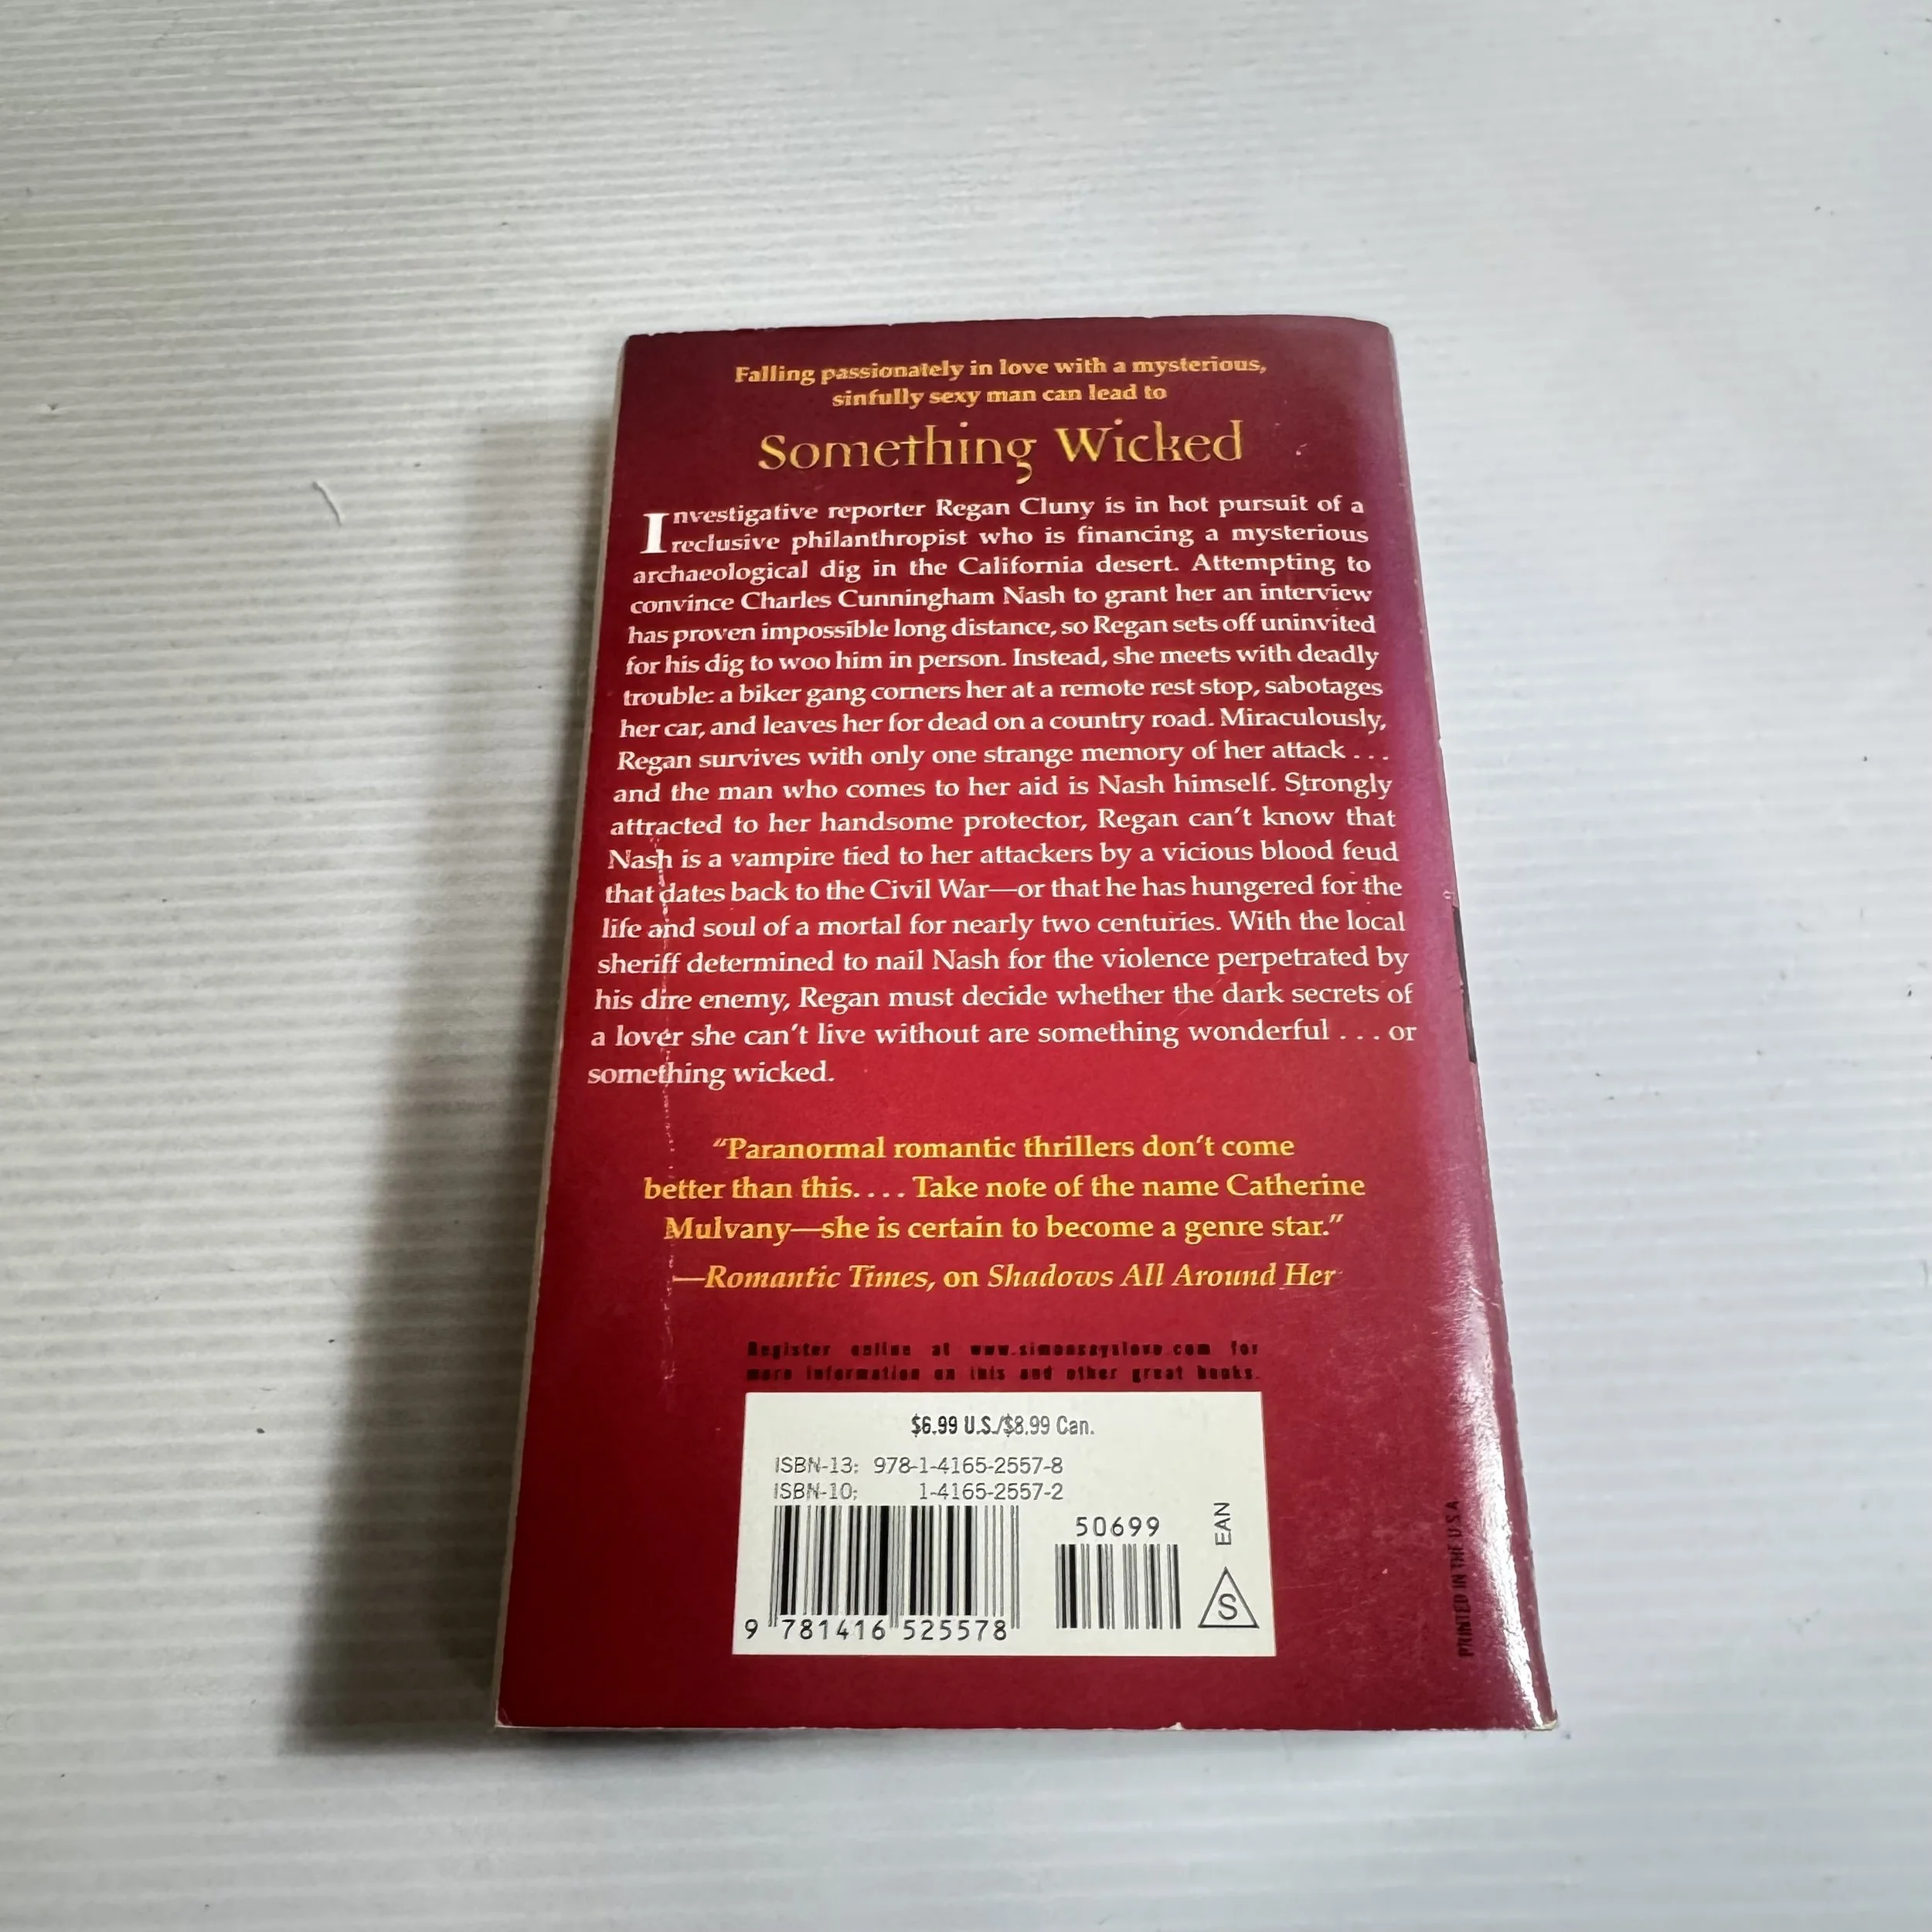 Falling passionately in love with a mysterious,
sinfully sexy man can lead to
Something Wicked
Investigative reporter Regan Cluny is in hot pursuit of a
reclusive philanthropist who is financing a mysterious
archaeological dig in the California desert. Attempting to
convince Charles Cunningham Nash to grant her an interview
has proven impossible long distance, so Regan sets off uninvited
for his dig to woo him in person. Instead, she meets with deadly
trouble: a biker gang corners her at a remote rest stop, sabotages
her car, and leaves her for dead on a country road. Miraculously,
Regan survives with only one strange memory of her attack . . .
and the man who comes to her aid is Nash himself. Strongly
attracted to her handsome protector, Regan can't know that
Nash is a vampire tied to her attackers by a vicious blood feud
that dates back to the Civil War—or that he has hungered for the
life and soul of a mortal for nearly two centuries. With the local
sheriff determined to nail Nash for the violence perpetrated by
his dire enemy, Regan must decide whether the dark secrets of
a lover she can't live without are something wonderful . . . or
something wicked.
"Paranormal romantic thrillers don't come
better than this. . . . Take note of the name Catherine
Mulvany—she is certain to become a genre star."
—Romantic Times, on Shadows All Around Her
Register online at www.simonsayslove.com for
more information on this and other great books.
$6.99 U.S./$8.99 Can.
ISBN-13: 978-1-4165-2557-8
ISBN-10: 1-4165-2557-2
50699
EAN
S
9 781416 525578
PRINTED IN THE U S A